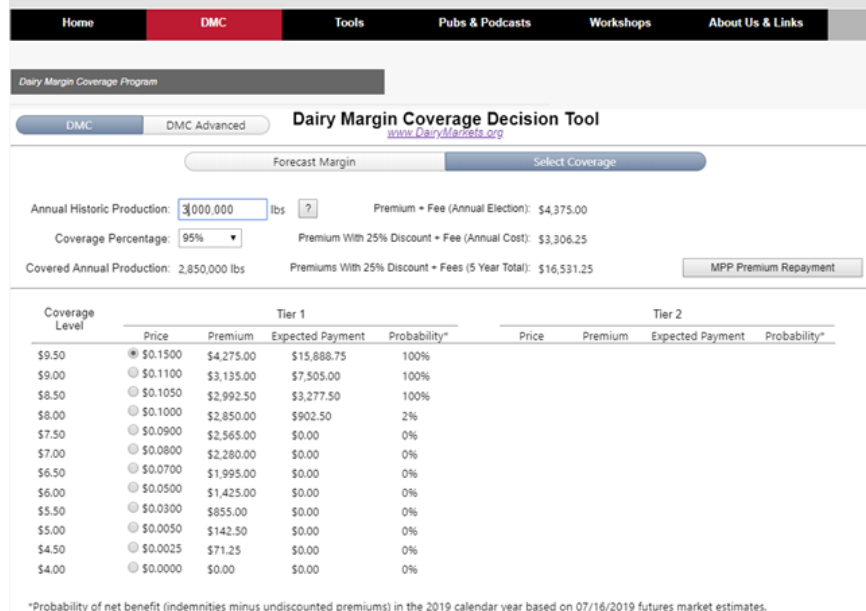 Home DMC Tools Pubs & Podcasts Workshops About Us & Links
Dairy Margin Coverage Program
DMC DMC Advanced Dairy Margin Coverage Decision Tool
www.DairyMarkets.org
Forecast Margin Select Coverage
Annual Historic Production: 3,000,000 lbs ? Premium + Fee (Annual Election): $4,375.00
Coverage Percentage: 95% Premium With 25% Discount + Fee (Annual Cost): $3,306.25
Covered Annual Production: 2,850,000 lbs Premiums With 25% Discount + Fees (5 Year Total): $16,531.25 MPP Premium Repayment
Coverage Level Tier 1 Tier 2
Price Premium Expected Payment Probability* Price Premium Expected Payment Probability*
$9.50 $0.1500 $4,275.00 $15,888.75 100%
$9.00 $0.1100 $3,135.00 $7,505.00 100%
$8.50 $0.1050 $2,992.50 $3,277.50 100%
$8.00 $0.1000 $2,850.00 $902.50 2%
$7.50 $0.0900 $2,565.00 $0.00 0%
$7.00 $0.0800 $2,280.00 $0.00 0%
$6.50 $0.0700 $1,995.00 $0.00 0%
$6.00 $0.0500 $1,425.00 $0.00 0%
$5.50 $0.0300 $855.00 $0.00 0%
$5.00 $0.0050 $142.50 $0.00 0%
$4.50 $0.0025 $71.25 $0.00 0%
$4.00 $0.0000 $0.00 $0.00 0%
*Probability of net benefit (indemnities minus undiscounted premiums) in the 2019 calendar year based on 07/16/2019 futures market estimates.